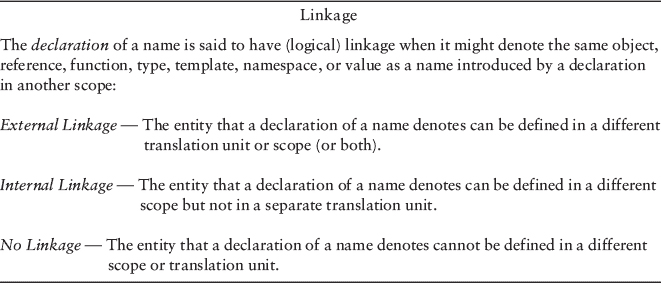 Linkage
The declaration of a name is said to have (logical) linkage when it might denote the same object,
reference, function, type, template, namespace, or value as a name introduced by a declaration
in another scope:
External Linkage — The entity that a declaration of a name denotes can be defined in a different
translation unit or scope (or both).
Internal Linkage — The entity that a declaration of a name denotes can be defined in a different
scope but not in a separate translation unit.
No Linkage — The entity that a declaration of a name denotes cannot be defined in a different
scope or translation unit.